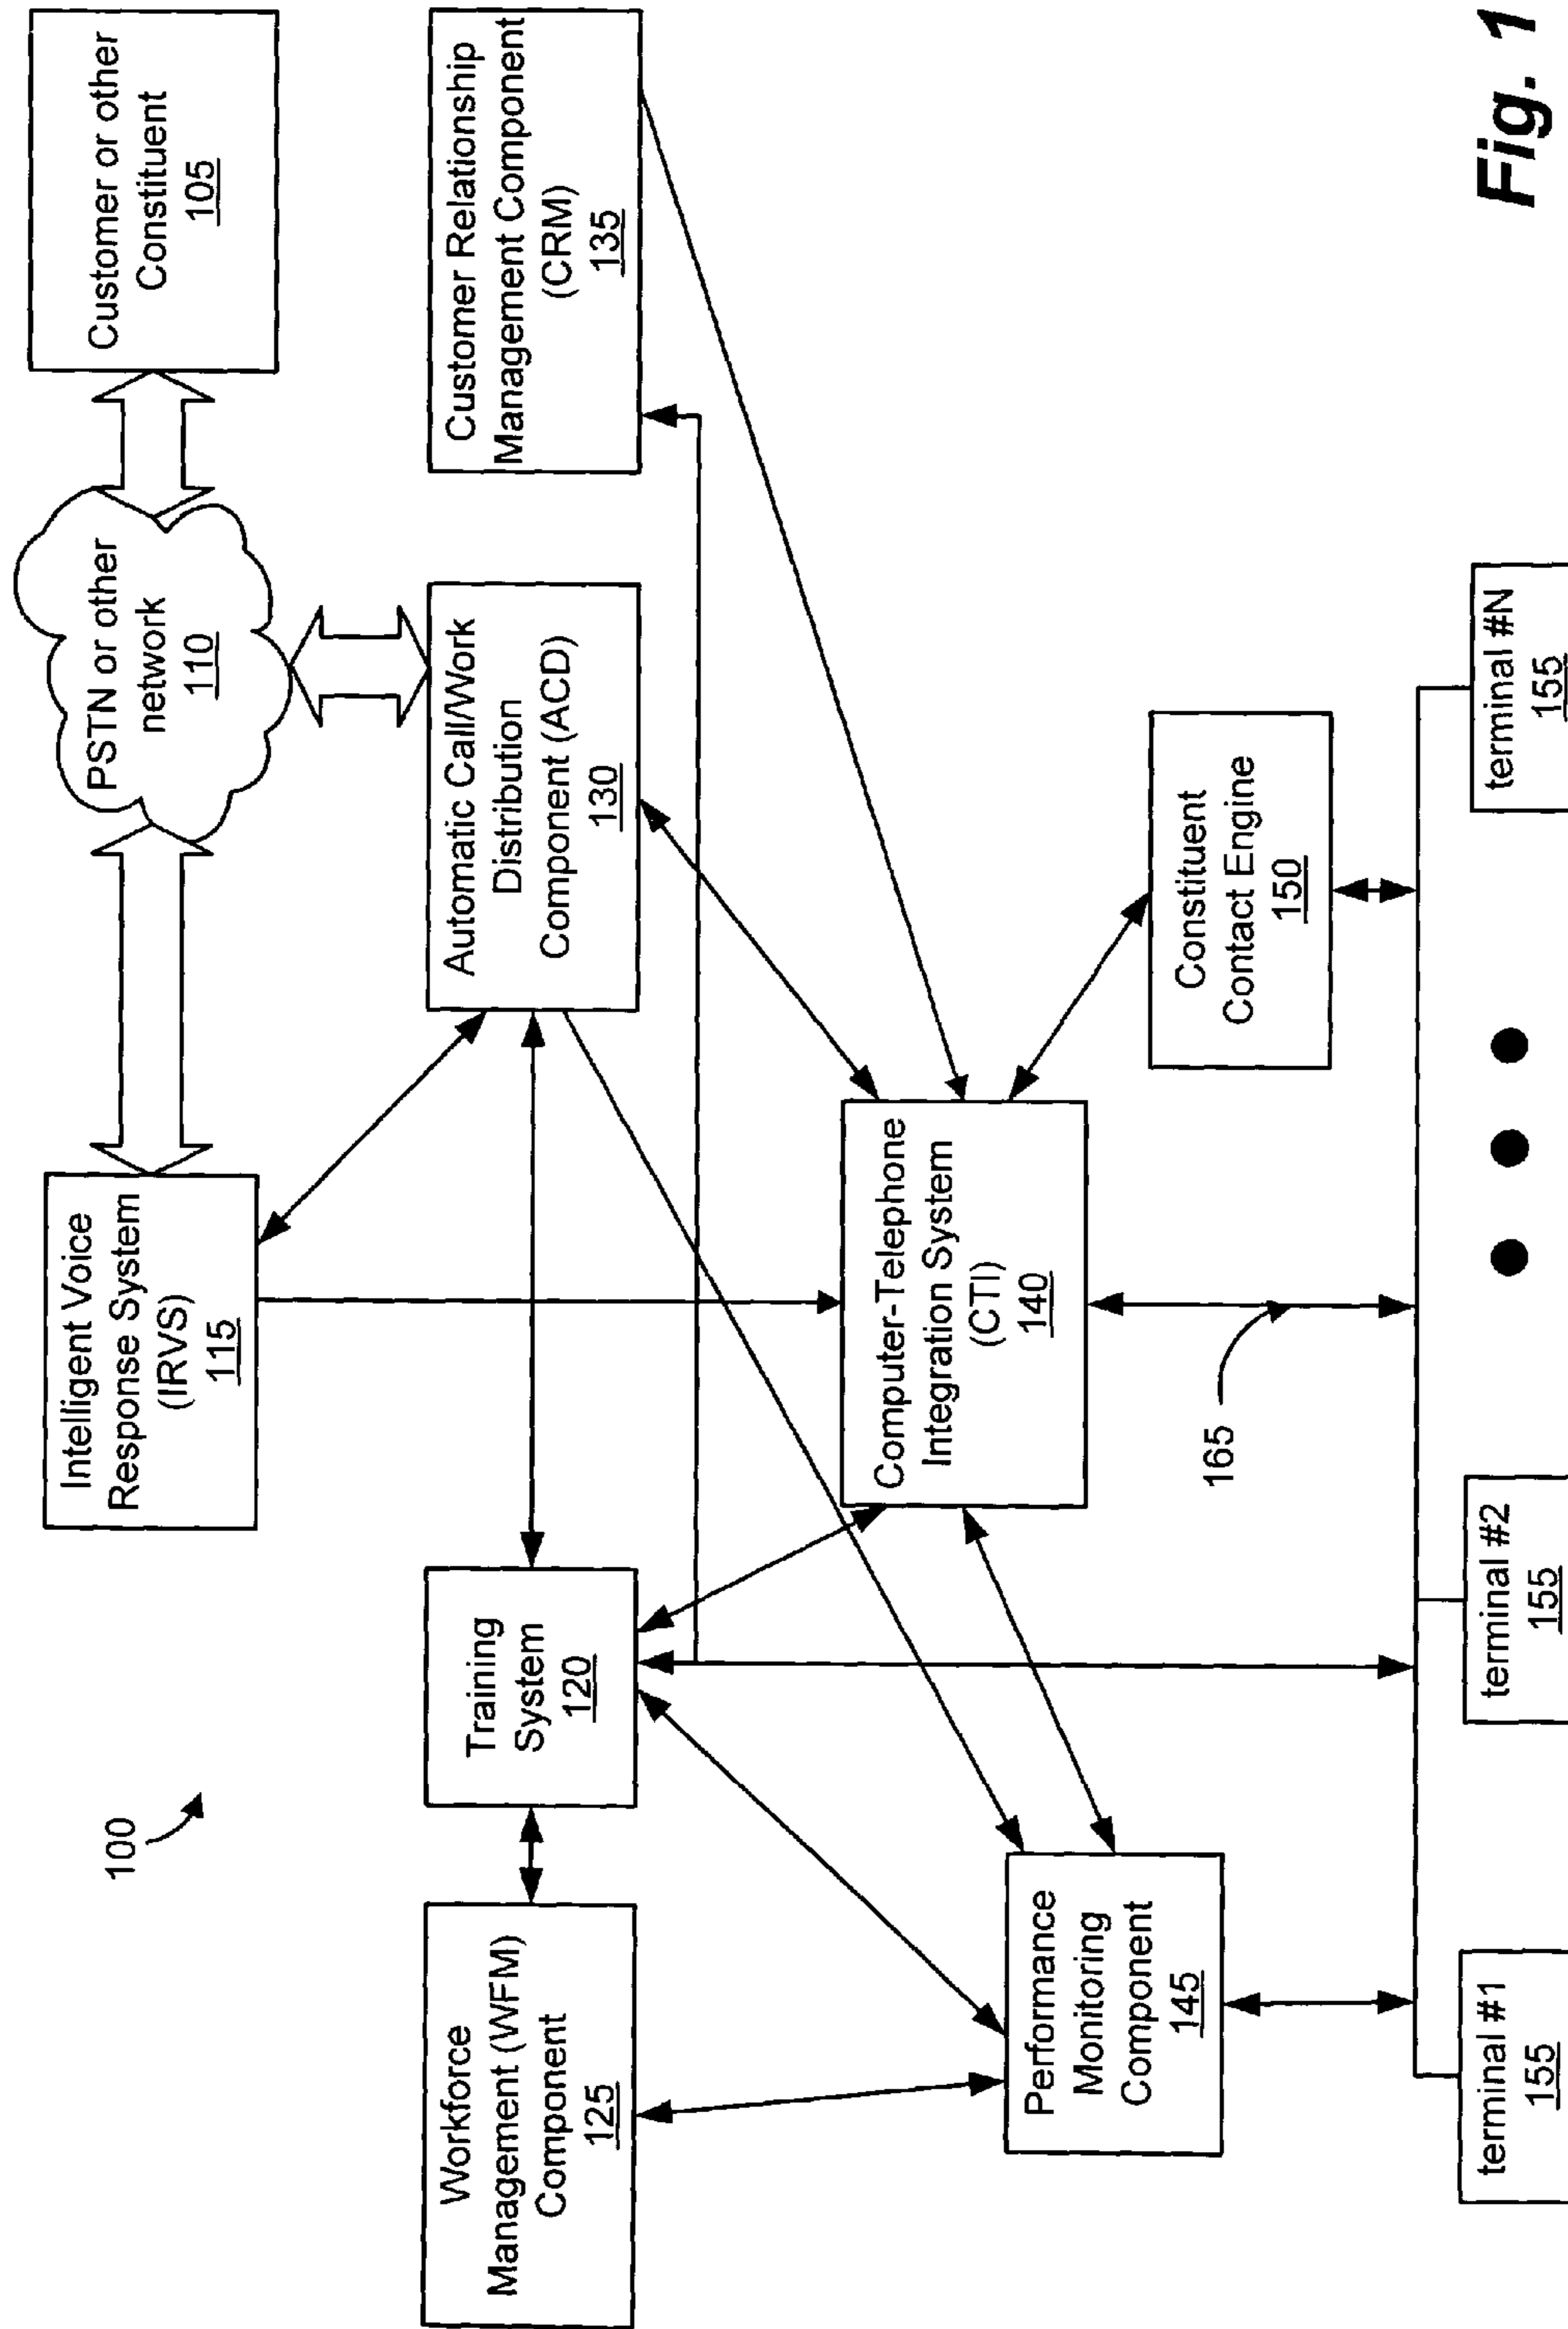 100
Intelligent Voice
Response System
(IRVS)
115
PSTN or other
network
110
Customer or other
Constituent
105
Workforce
Management (WFM)
Component
125
Training
System
120
Automatic Call/Work
Distribution
Component (ACD)
130
Customer Relationship
Management Component
(CRM)
135
Performance
Monitoring
Component
145
Computer-Telephone
Integration System
(CTI)
140
Constituent
Contact Engine
150
165
terminal #1
155
terminal #2
155
terminal #N
155
Fig. 1